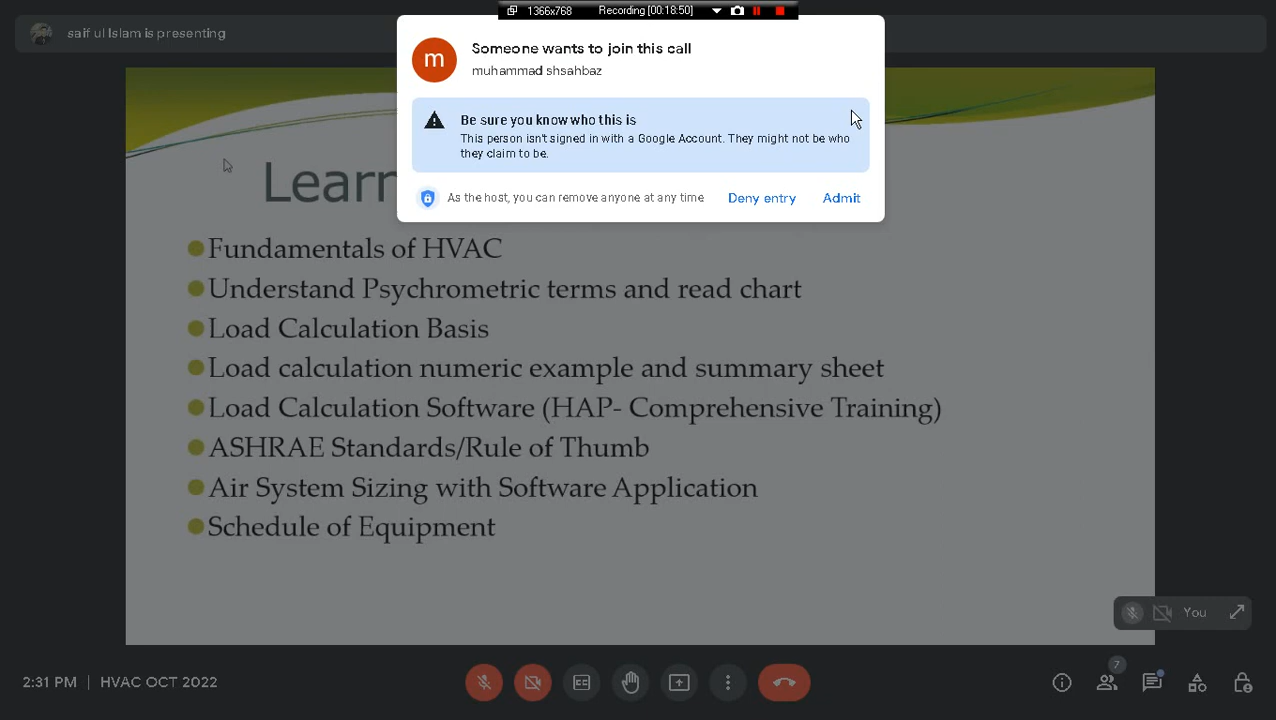 1366x768 Recording [00:18:50]
saif ul Islam is presenting
Someone wants to join this call
m
muhammad shsahbaz
Be sure you know who this is
This person isn't signed in with a Google Account. They might not be who
they claim to be.
As the host, you can remove anyone at any time Deny entry Admit
Learn
Fundamentals of HVAC
Understand Psychrometric terms and read chart
Load Calculation Basis
Load calculation numeric example and summary sheet
Load Calculation Software (HAP- Comprehensive Training)
ASHRAE Standards/Rule of Thumb
Air System Sizing with Software Application
Schedule of Equipment
You
2:31 PM | HVAC OCT 2022
CC
7